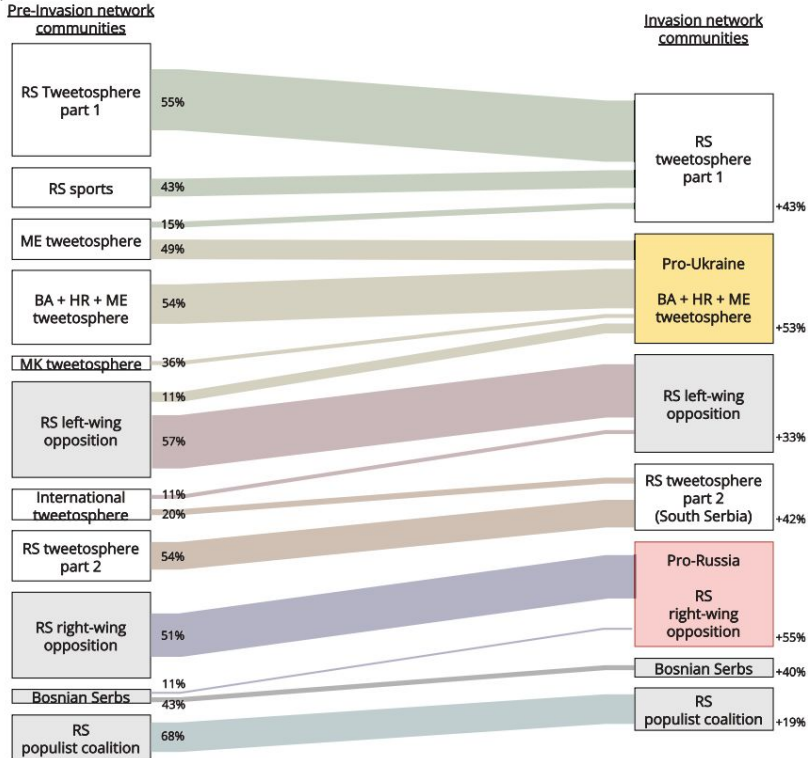 Pre-Invasion network
communities
Invasion network
communities
RS Tweetosphere
part 1
55%
RS sports
43%
15%
ME tweetosphere
49%
BA + HR + ME
tweetosphere
54%
MK tweetosphere
36%
11%
RS left-wing
opposition
57%
International
tweetosphere
11%
20%
RS tweetosphere
part 2
54%
RS right-wing
opposition
51%
11%
Bosnian Serbs
43%
RS
populist coalition
68%
RS
tweetosphere
part 1
+43%
Pro-Ukraine
BA + HR + ME
tweetosphere
+53%
RS left-wing
opposition
+33%
RS tweetosphere
part 2
(South Serbia)
+42%
Pro-Russia
RS
right-wing
opposition
+55%
Bosnian Serbs
+40%
RS
populist coalition
+19%